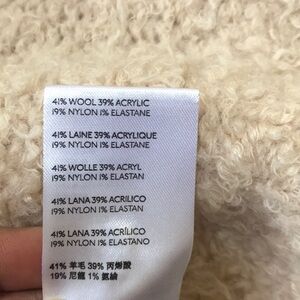 41% WOOL 39% ACRYLIC
19% NYLON 1% ELASTANE
41% LAINE 39% ACRYLIQUE
19% NYLON 1% ELASTANE
41% WOLLE 39% ACRYL
19% NYLON 1% ELASTAN
41% LANA 39% ACRILICO
19% NYLON 1% ELASTAN
41% LANA 39% ACRÍLICO
19% NYLON 1% ELASTANO
41% 羊毛 39% 丙烯酸
19% 尼龍 1% 氨綸